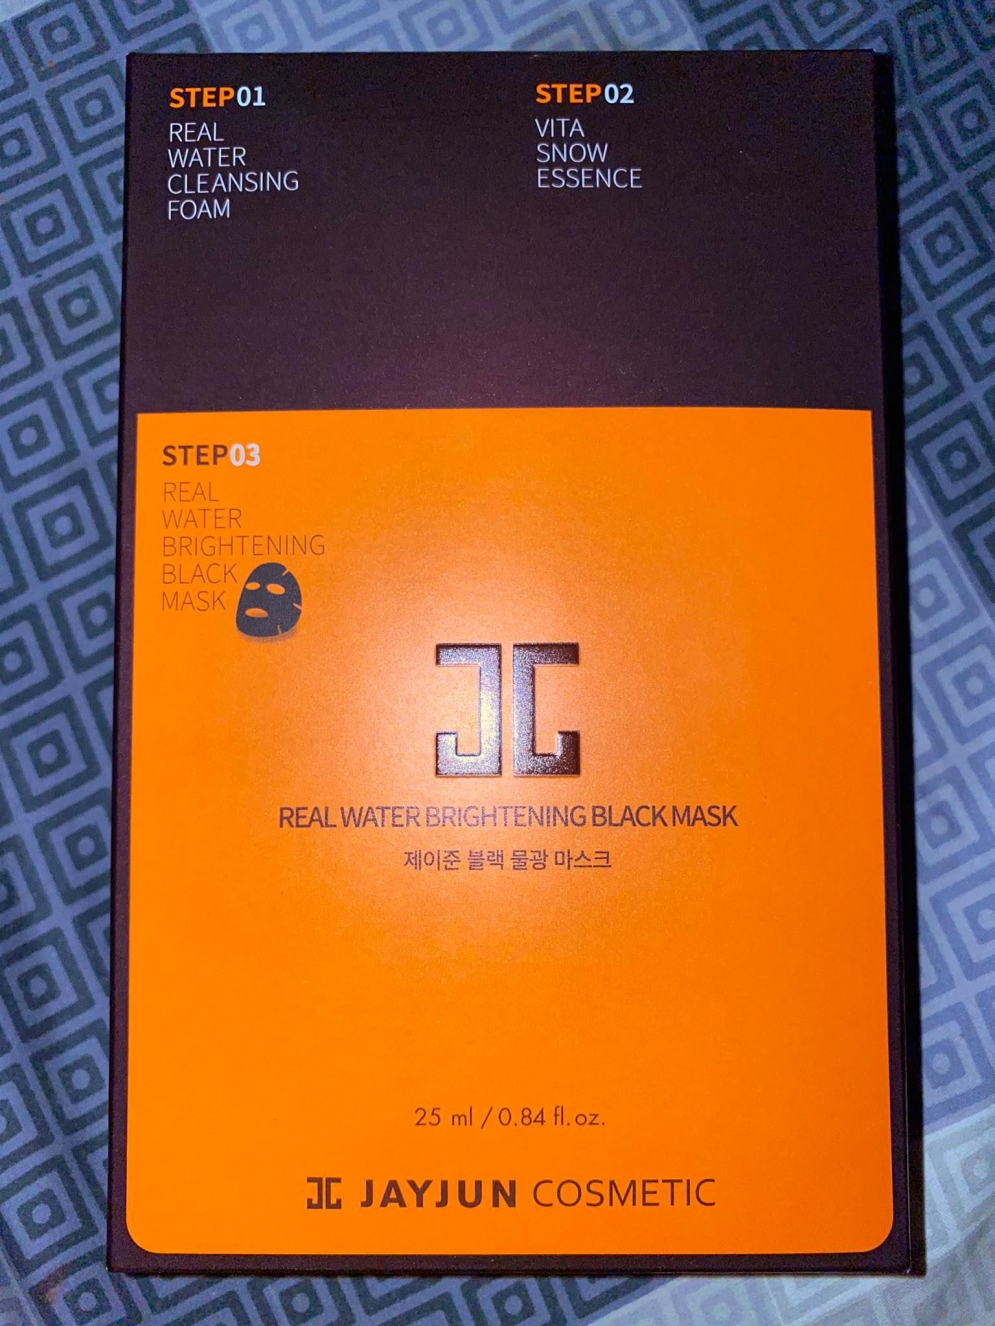 STEP01
REAL
WATER
CLEANSING
FOAM
STEP02
VITA
SNOW
ESSENCE
STEP03
REAL
WATER
BRIGHTENING
BLACK
MASK
REAL WATER BRIGHTENING BLACK MASK
제이준 블랙 물광 마스크
25 ml / 0.84 fl.oz.
JAYJUN COSMETIC